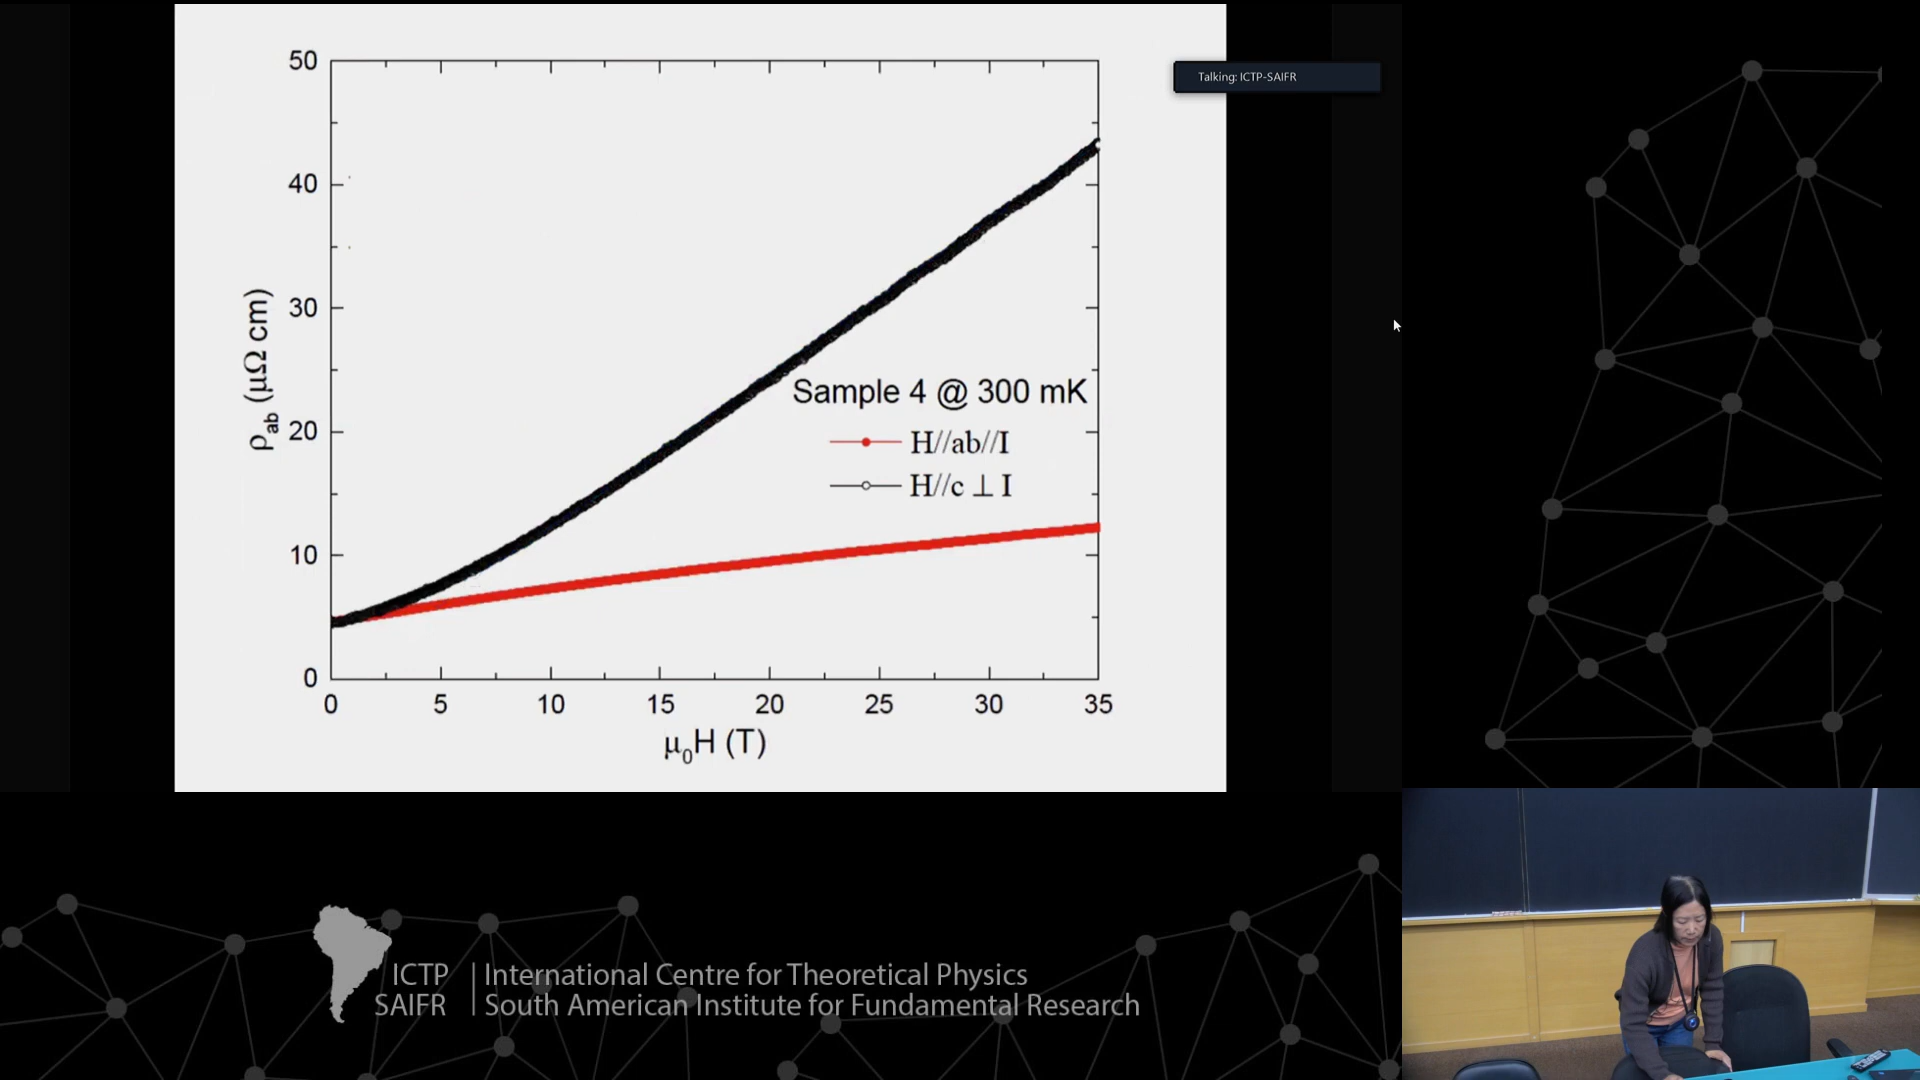 Talking: ICTP-SAIFR
50
40
30
20
10
0
ρab (μΩ cm)
Sample 4 @ 300 mK
H//ab//I
H//c ⊥ I
0 5 10 15 20 25 30 35
μ0H (T)
ICTP
SAIFR
International Centre for Theoretical Physics
South American Institute for Fundamental Research